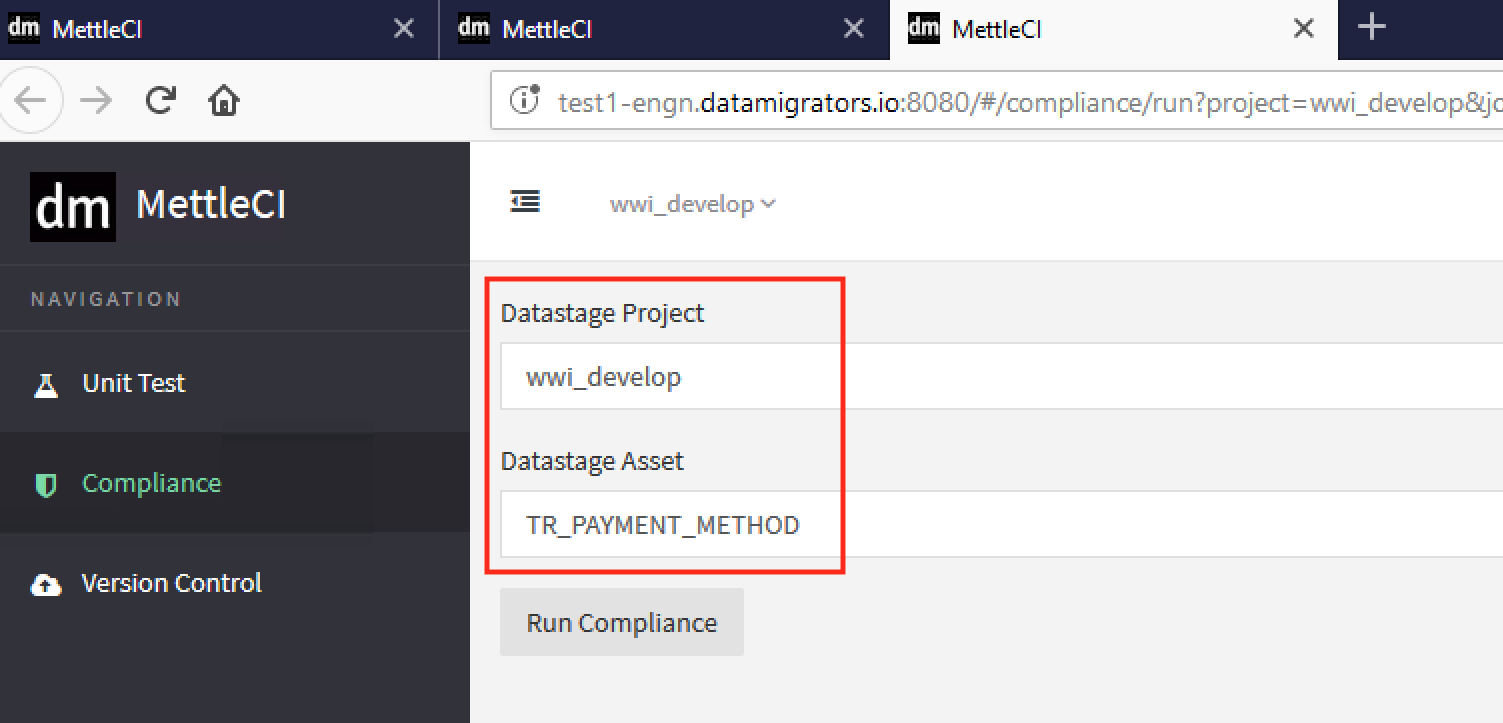 dm MettleCI dm MettleCI dm MettleCI
test1-engn.datamigrators.io:8080/#/compliance/run?project=wwi_develop&jo
dm MettleCI
wwi_develop
NAVIGATION
Datastage Project
wwi_develop
Unit Test
Datastage Asset
Compliance
TR_PAYMENT_METHOD
Version Control
Run Compliance